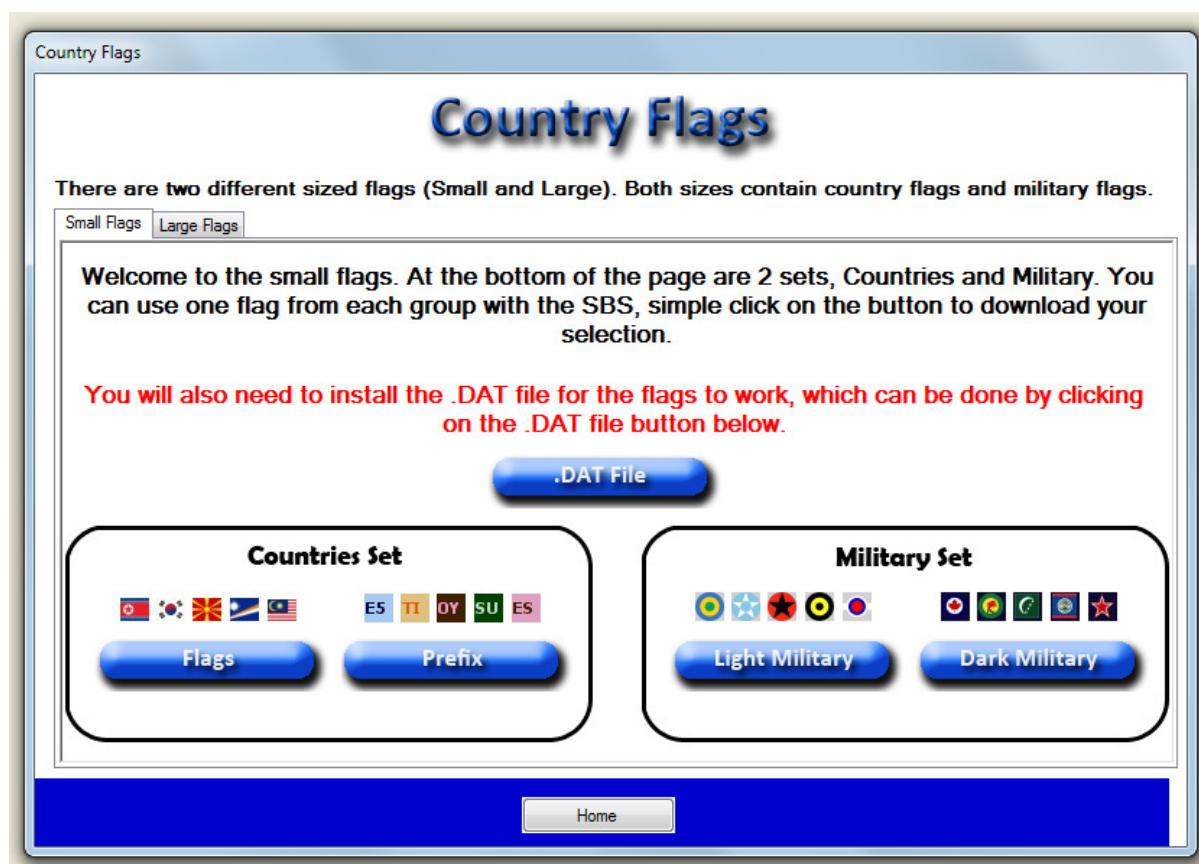 Country Flags
Country Flags
There are two different sized flags (Small and Large). Both sizes contain country flags and military flags.
Small Flags Large Flags
Welcome to the small flags. At the bottom of the page are 2 sets, Countries and Military. You
can use one flag from each group with the SBS, simple click on the button to download your
selection.
You will also need to install the .DAT file for the flags to work, which can be done by clicking
on the .DAT file button below.
.DAT File
Countries Set
E5 TI OY SU ES
Flags Prefix
Military Set
Light Military Dark Military
Home